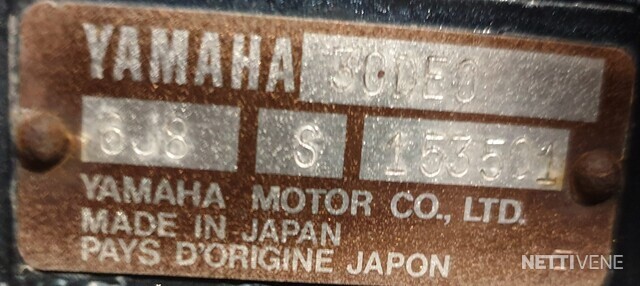 YAMAHA 30DEO
6J8 S 153501
YAMAHA MOTOR CO., LTD.
MADE IN JAPAN
PAYS D'ORIGINE JAPON
NETTIVENE